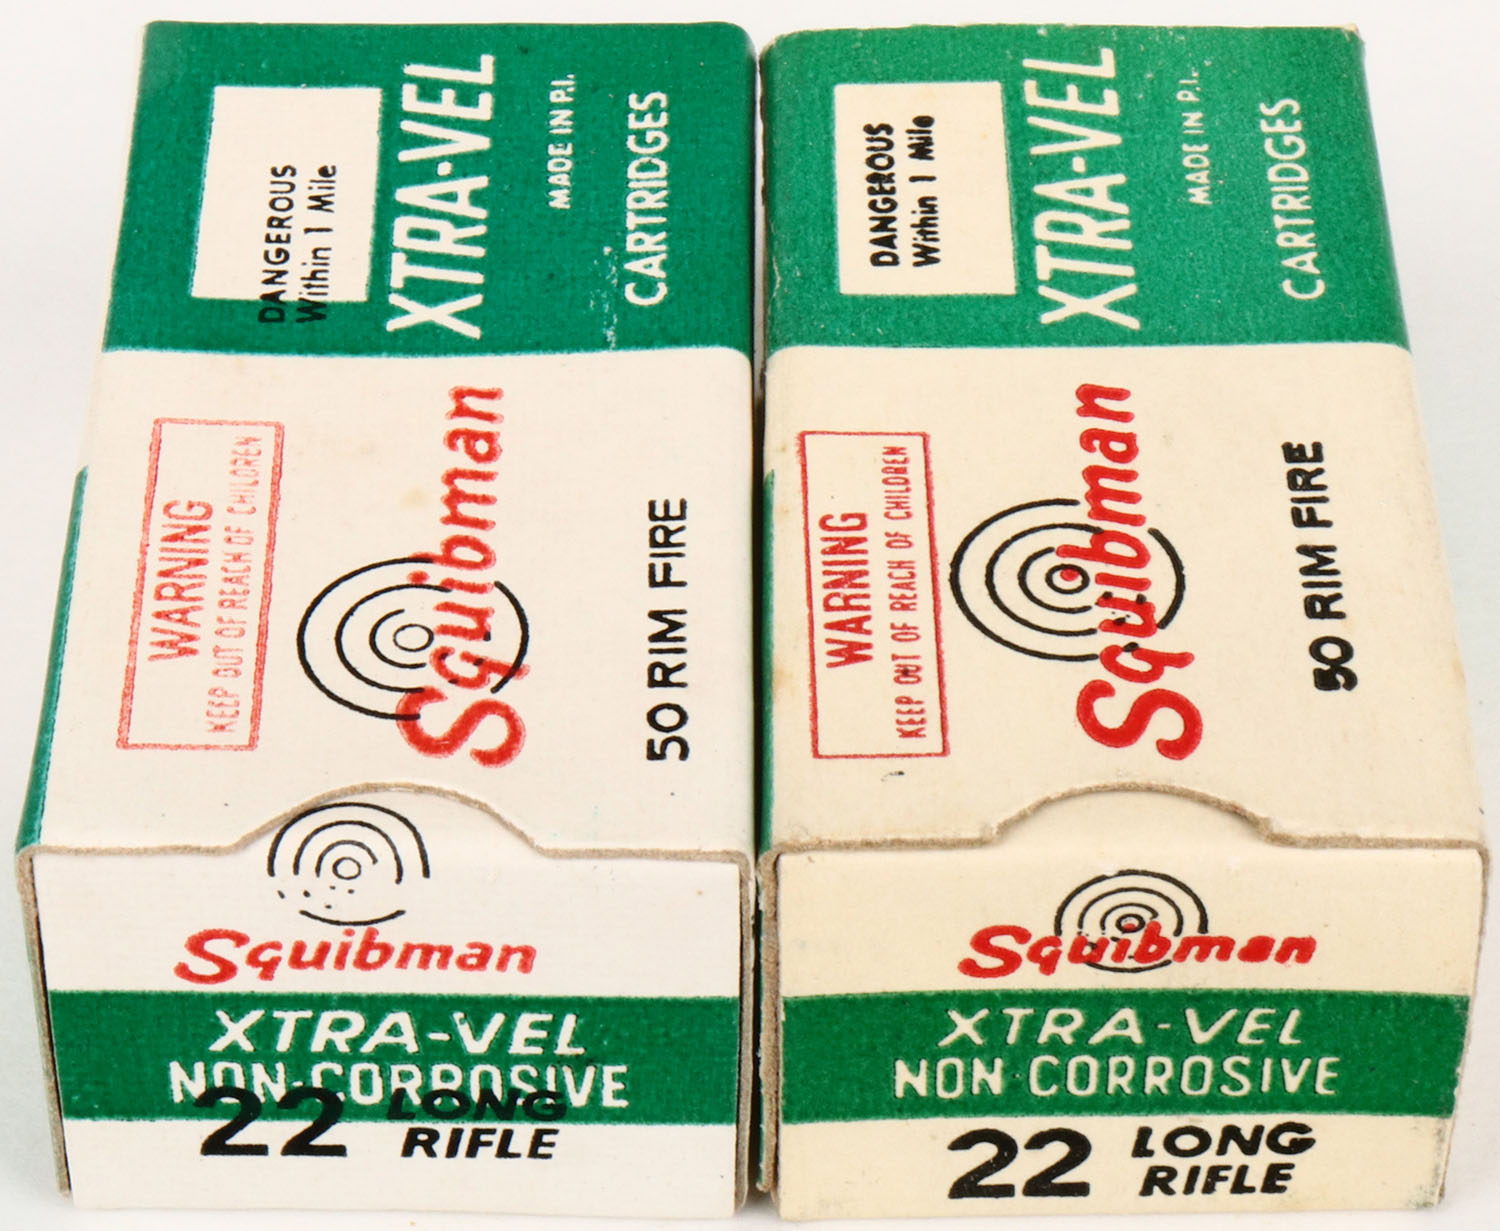 DANGEROUS
Within 1 Mile
XTRA-VEL
MADE IN P.I.
CARTRIDGES
WARNING
KEEP OUT OF REACH OF CHILDREN
Squibman
50 RIM FIRE
Squibman
XTRA-VEL
NON-CORROSIVE
22 LONG
RIFLE
DANGEROUS
Within 1 Mile
XTRA-VEL
MADE IN P.I.
CARTRIDGES
WARNING
KEEP OUT OF REACH OF CHILDREN
Squibman
50 RIM FIRE
Squibman
XTRA-VEL
NON-CORROSIVE
22 LONG
RIFLE